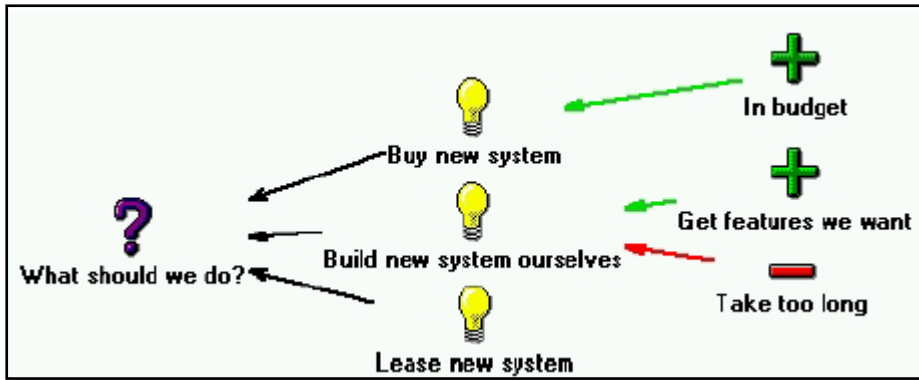 In budget
Buy new system
Get features we want
What should we do?
Build new system ourselves
Take too long
Lease new system